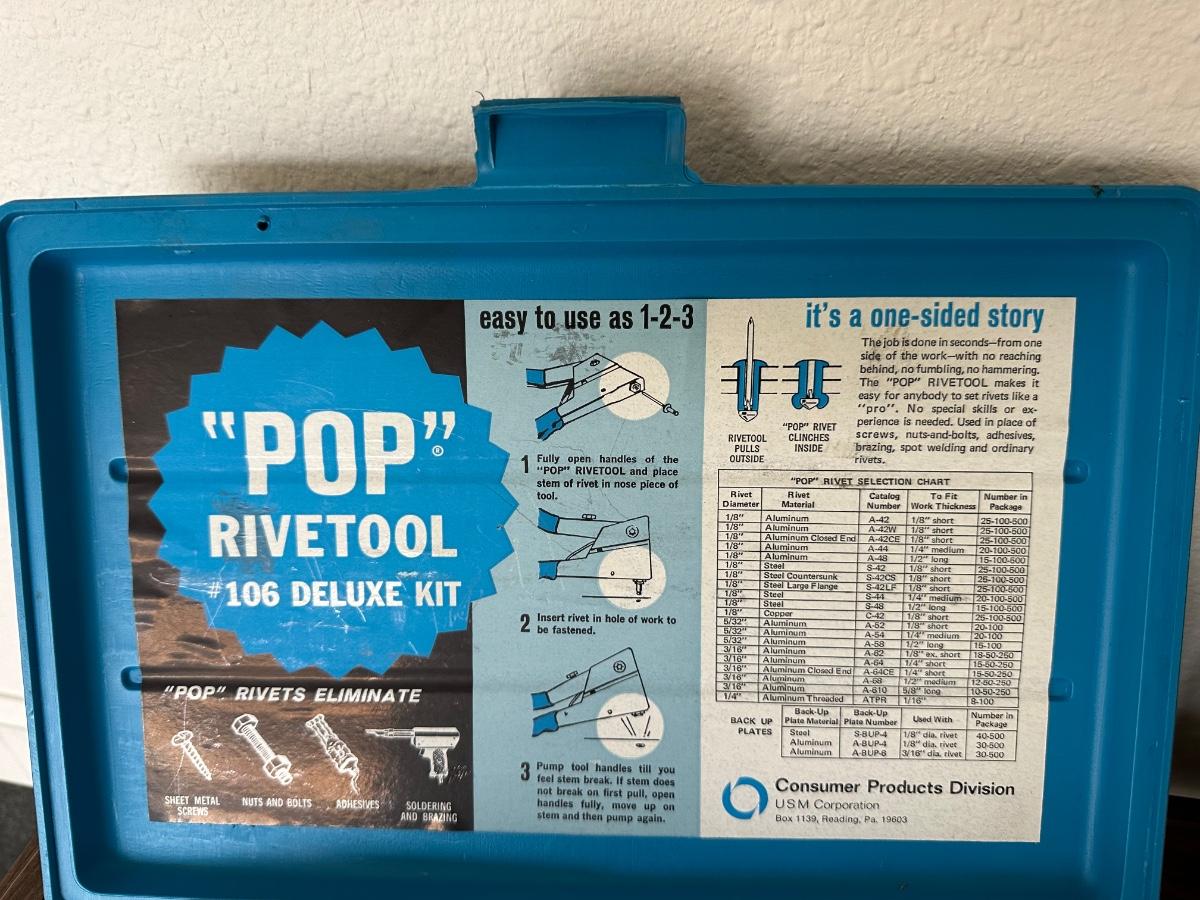 "POP"®
RIVETOOL
#106 DELUXE KIT
"POP" RIVETS ELIMINATE
SHEET METAL
SCREWS
NUTS AND BOLTS
ADHESIVES
SOLDERING
AND BRAZING
easy to use as 1-2-3
1 Fully open handles of the
"POP" RIVETOOL and place
stem of rivet in nose piece of
tool.
2 Insert rivet in hole of work to
be fastened.
3 Pump tool handles till you
feel stem break. If stem does
not break on first pull, open
handles fully, move up on
stem and then pump again.
it's a one-sided story
RIVETOOL
PULLS
OUTSIDE
"POP" RIVET
CLINCHES
INSIDE
The job is done in seconds—from one
side of the work—with no reaching
behind, no fumbling, no hammering.
The "POP" RIVETOOL makes it
easy for anybody to set rivets like a
"pro". No special skills or ex-
perience is needed. Used in place of
screws, nuts-and-bolts, adhesives,
brazing, spot welding and ordinary
rivets.
"POP" RIVET SELECTION CHART
Rivet Diameter Rivet Material Catalog Number To Fit Work Thickness Number in Package
1/8" Aluminum A-42 1/8" short 25-100-500
1/8" Aluminum A-42W 1/8" short 25-100-500
1/8" Aluminum Closed End A-42CE 1/8" short 25-100-500
1/8" Aluminum A-44 1/4" medium 20-100-500
1/8" Aluminum A-48 1/2" long 15-100-500
1/8" Steel S-42 1/8" short 25-100-500
1/8" Steel Countersunk S-42CS 1/8" short 25-100-500
1/8" Steel Large Flange S-42LF 1/8" short 25-100-500
1/8" Steel S-44 1/4" medium 20-100-500
1/8" Steel S-48 1/2" long 15-100-500
1/8" Copper C-42 1/8" short 25-100-500
5/32" Aluminum A-52 1/8" short 20-100
5/32" Aluminum A-54 1/4" medium 20-100
5/32" Aluminum A-58 1/2" long 15-100
3/16" Aluminum A-62 1/8" ex. short 18-50-250
3/16" Aluminum A-64 1/4" short 15-50-250
3/16" Aluminum Closed End A-64CE 1/4" short 15-50-250
3/16" Aluminum A-68 1/2" medium 12-50-250
3/16" Aluminum A-610 5/8" long 10-50-250
1/4" Aluminum Threaded ATPR 1/16" 8-100
BACK UP
PLATES
Back-Up Plate Material Back-Up Plate Number Used With Number in Package
Steel S-BUP-4 1/8" dia. rivet 40-500
Aluminum A-BUP-4 1/8" dia. rivet 30-500
Aluminum A-BUP-6 3/16" dia. rivet 30-500
Consumer Products Division
USM Corporation
Box 1139, Reading, Pa. 19603